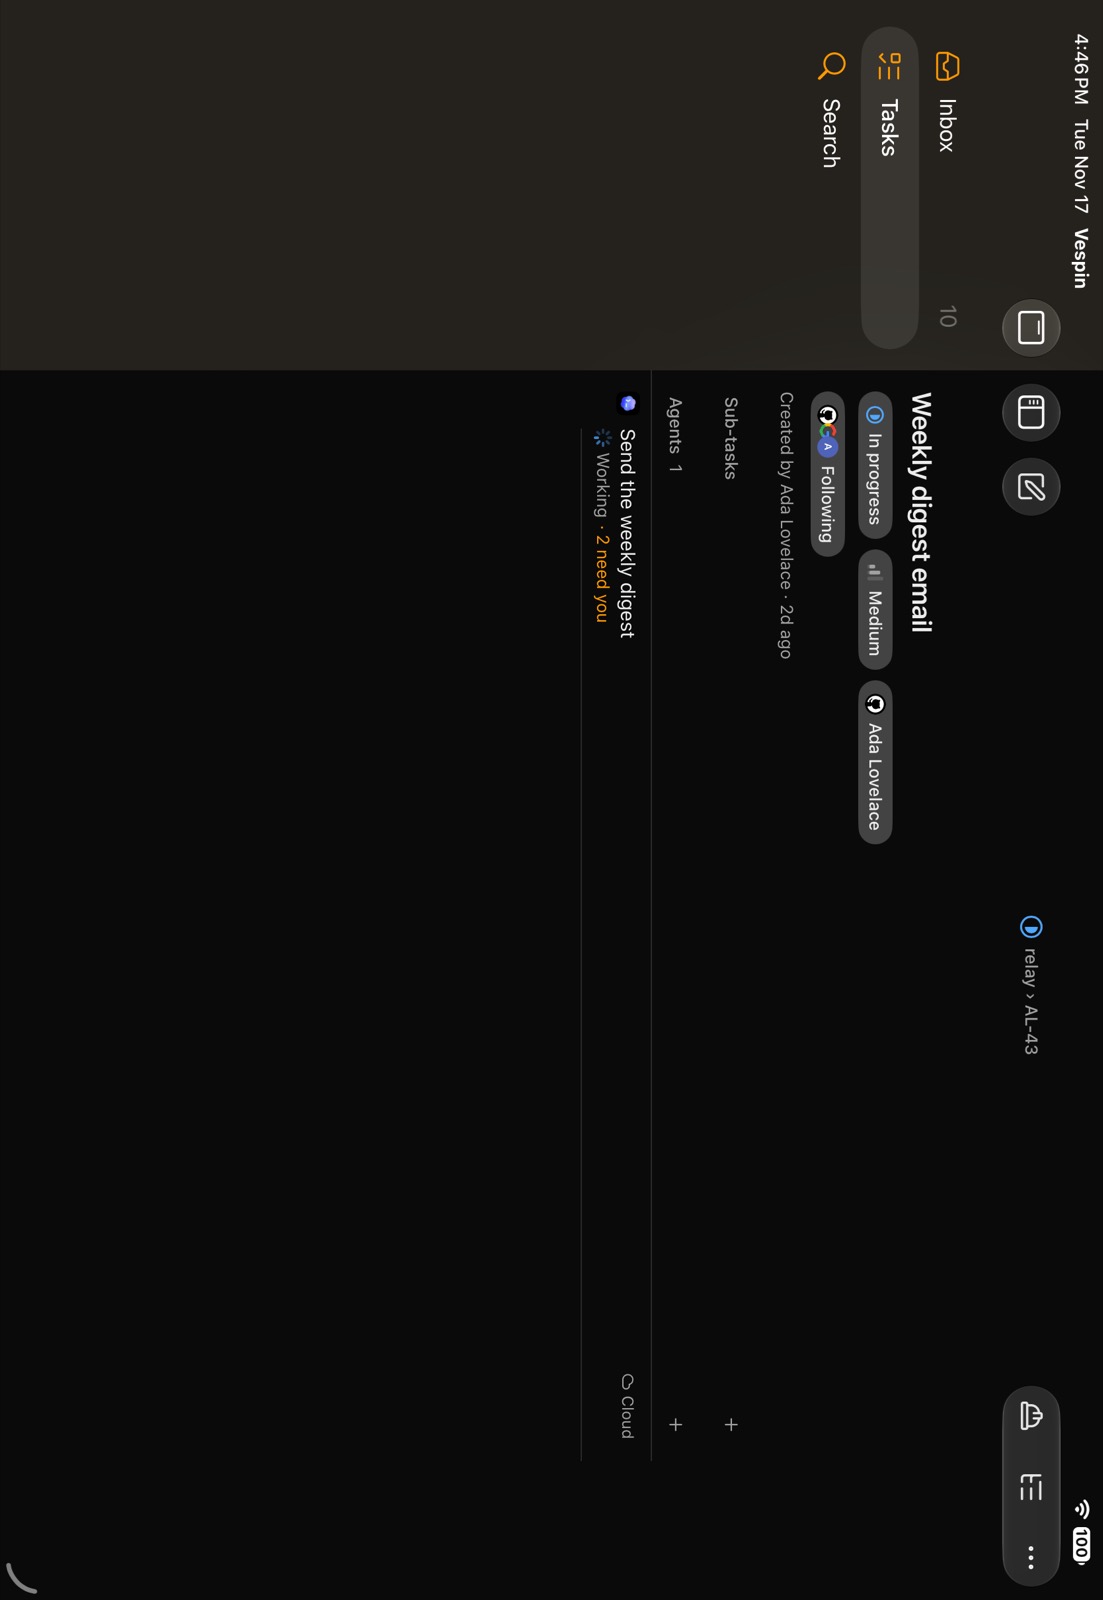 4:46 PM Tue Nov 17 Vespin
100
relay › AL-43
Inbox 10
Tasks
Search
Weekly digest email
In progress
Medium
Ada Lovelace
A Following
Created by Ada Lovelace · 2d ago
Sub-tasks
Agents 1
Send the weekly digest
Cloud
Working · 2 need you